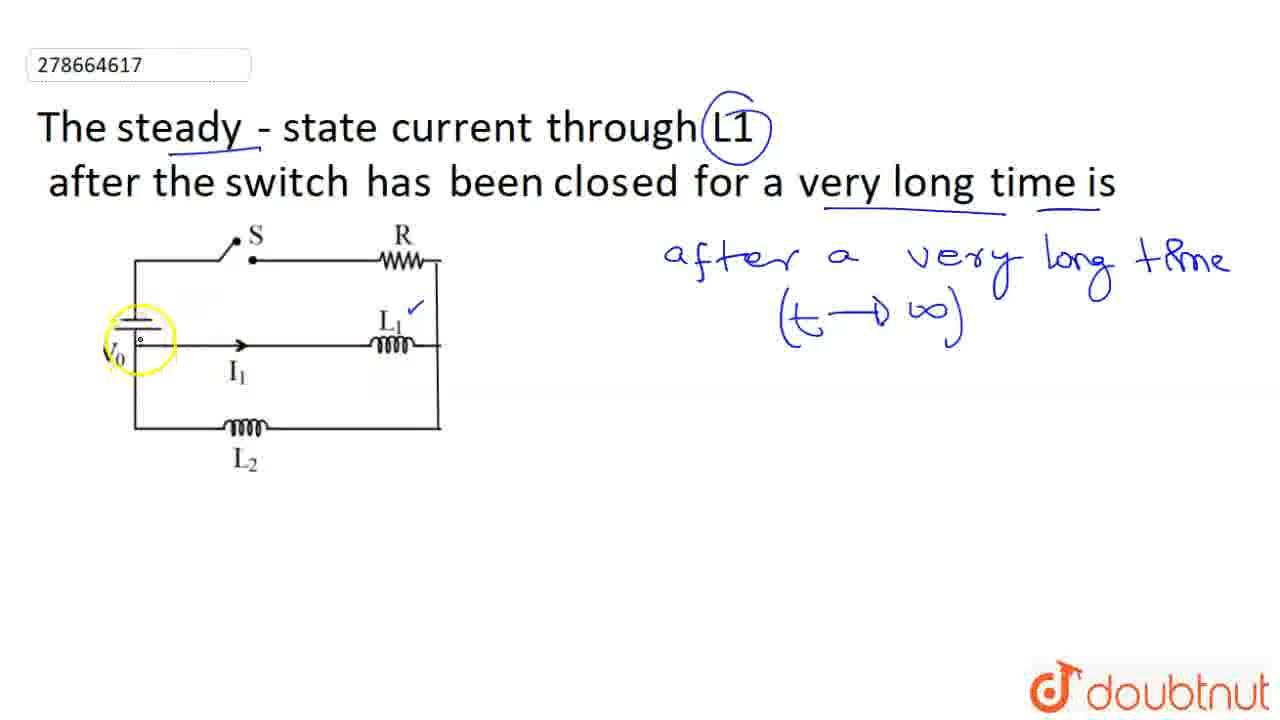 278664617
The steady - state current through L1
after the switch has been closed for a very long time is
S
R
after a very long time
(t → ∞)
L₁
V₀
I₁
L₂
doubtnut